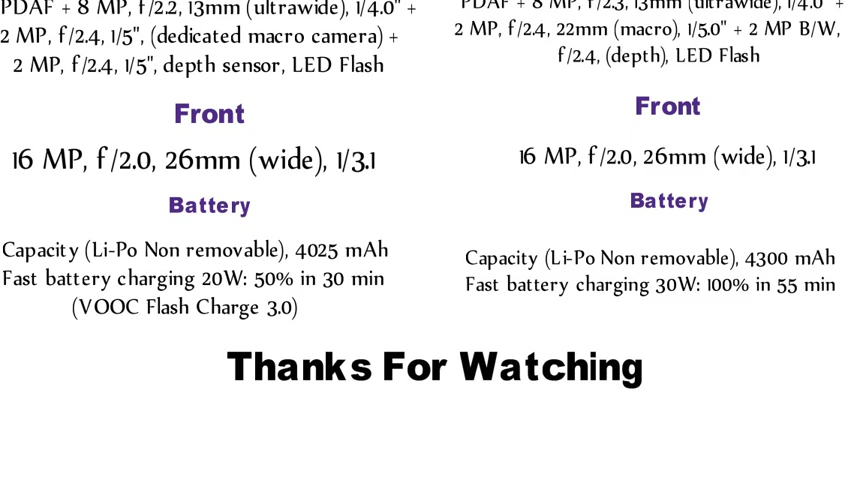 PDAF + 8 MP, f/2.2, 13mm (ultrawide), 1/4.0" +
2 MP, f/2.4, 1/5", (dedicated macro camera) +
2 MP, f/2.4, 1/5", depth sensor, LED Flash
Front
16 MP, f/2.0, 26mm (wide), 1/3.1
Battery
Capacity (Li-Po Non removable), 4025 mAh
Fast battery charging 20W: 50% in 30 min
(VOOC Flash Charge 3.0)
PDAF + 8 MP, f/2.3, 13mm (ultrawide), 1/4.0" +
2 MP, f/2.4, 22mm (macro), 1/5.0" + 2 MP B/W,
f/2.4, (depth), LED Flash
Front
16 MP, f/2.0, 26mm (wide), 1/3.1
Battery
Capacity (Li-Po Non removable), 4300 mAh
Fast battery charging 30W: 100% in 55 min
Thanks For Watching